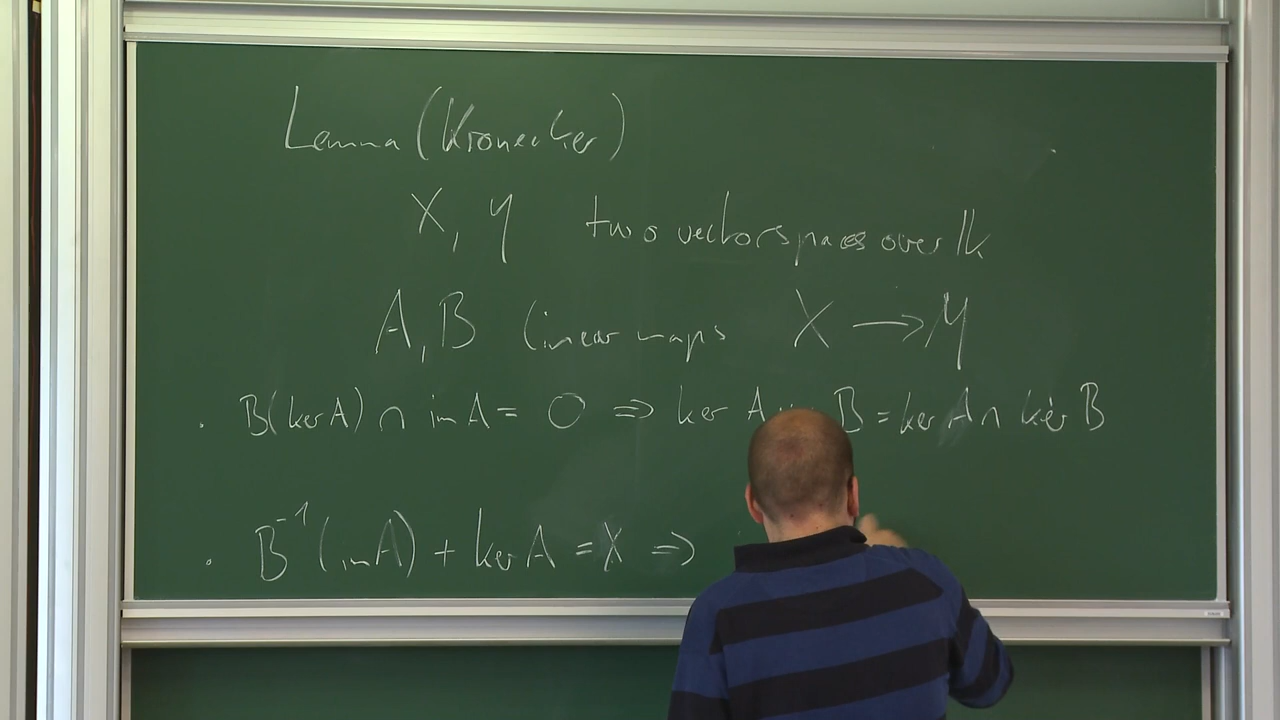 Lemma (Kronecker)
X, Y two vectorspaces over k
A, B linear maps X → Y
· B(ker A) ∩ im A = 0 ⇒ ker A B = ker A ∩ ker B
· B⁻¹(im A) + ker A = X ⇒